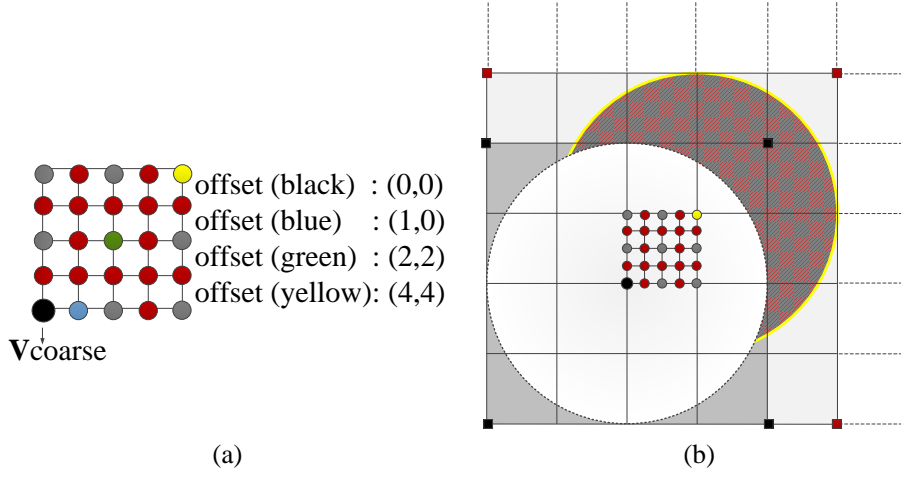 offset (black) : (0,0)
offset (blue) : (1,0)
offset (green) : (2,2)
offset (yellow): (4,4)
Vcoarse
(a)
(b)